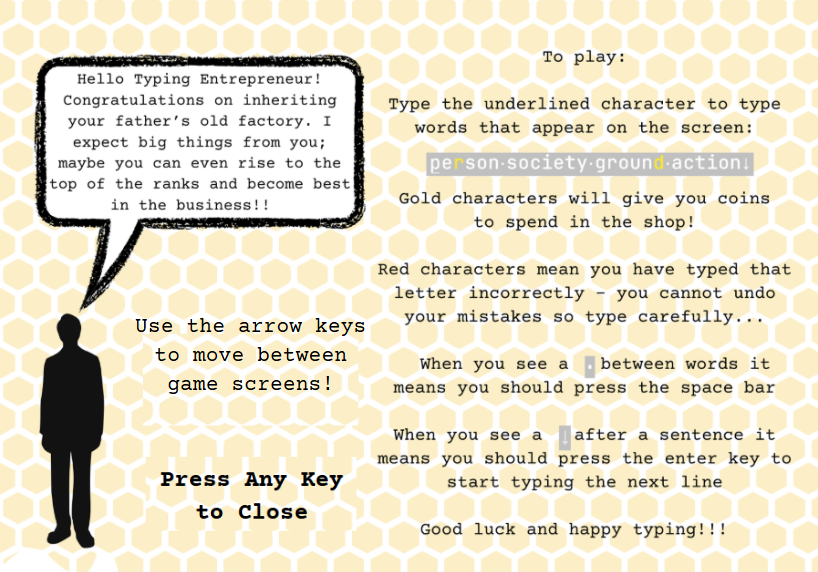 Hello Typing Entrepreneur!
Congratulations on inheriting
your father's old factory. I
expect big things from you;
maybe you can even rise to the
top of the ranks and become best
in the business!!
Use the arrow keys
to move between
game screens!
Press Any Key
to Close
To play:
Type the underlined character to type
words that appear on the screen:
person·society·ground·action↓
Gold characters will give you coins
to spend in the shop!
Red characters mean you have typed that
letter incorrectly – you cannot undo
your mistakes so type carefully...
When you see a · between words it
means you should press the space bar
When you see a ↓ after a sentence it
means you should press the enter key to
start typing the next line
Good luck and happy typing!!!